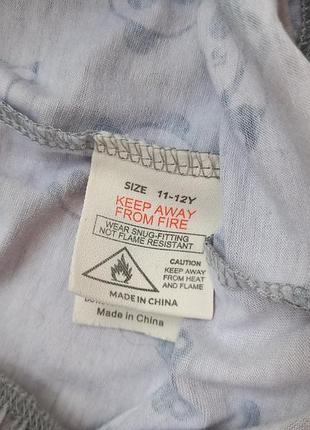 SIZE 11-12Y
KEEP AWAY
FROM FIRE
WEAR SNUG-FITTING
NOT FLAME RESISTANT
CAUTION
KEEP AWAY
FROM HEAT
AND FLAME
MADE IN CHINA
Made in China